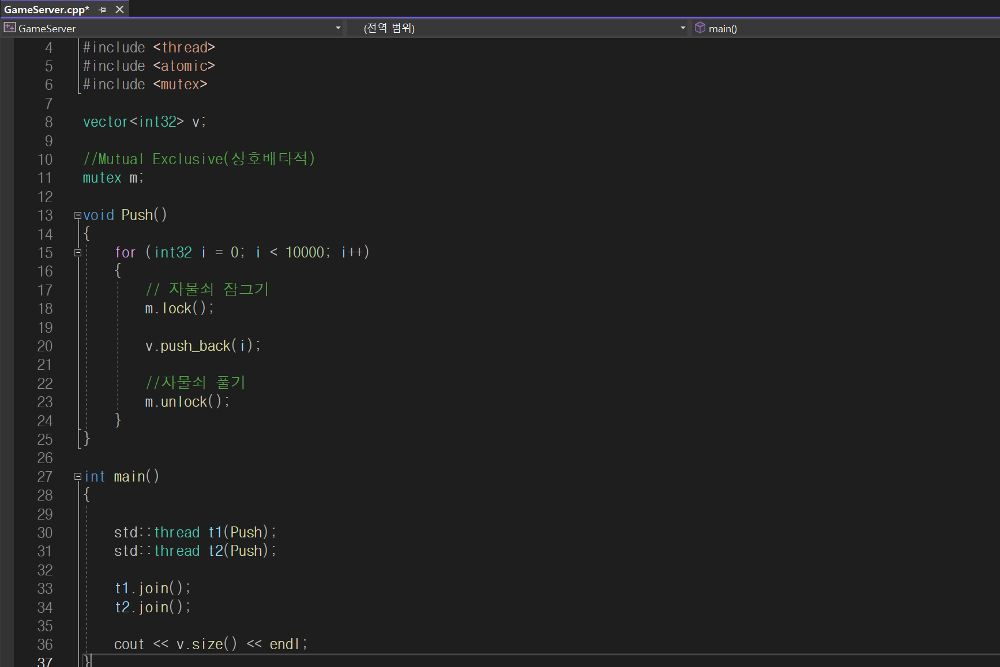 GameServer.cpp*
GameServer (전역 범위) main()
4 #include <thread>
5 #include <atomic>
6 #include <mutex>
7
8 vector<int32> v;
9
10 //Mutual Exclusive(상호배타적)
11 mutex m;
12
13 void Push()
14 {
15 for (int32 i = 0; i < 10000; i++)
16 {
17 // 자물쇠 잠그기
18 m.lock();
19
20 v.push_back(i);
21
22 //자물쇠 풀기
23 m.unlock();
24 }
25 }
26
27 int main()
28 {
29
30 std::thread t1(Push);
31 std::thread t2(Push);
32
33 t1.join();
34 t2.join();
35
36 cout << v.size() << endl;
37 }